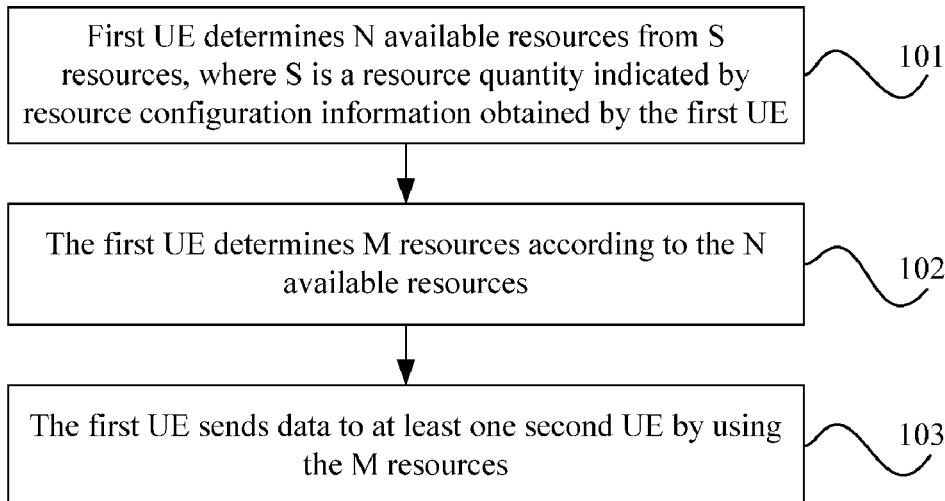 First UE determines N available resources from S
resources, where S is a resource quantity indicated by
resource configuration information obtained by the first UE
101
The first UE determines M resources according to the N
available resources
102
The first UE sends data to at least one second UE by using
the M resources
103